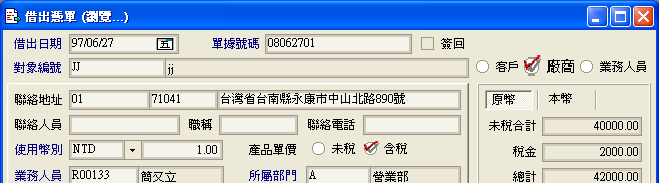 借出憑單 (瀏覽...)
借出日期 97/06/27 五 單據號碼 08062701 簽回
對象編號 JJ jj 客戶 廠商 業務人員
聯絡地址 01 71041 台灣省台南縣永康市中山北路890號
原幣 本幣
聯絡人員 職稱 聯絡電話
未稅合計 40000.00
使用幣別 NTD 1.00 產品單價 未稅 含稅
稅金 2000.00
業務人員 R00133 簡又立 所屬部門 A 營業部
總計 42000.00